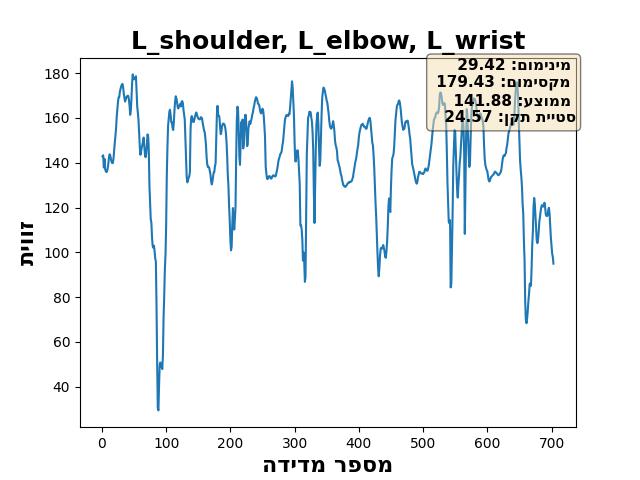 L_shoulder, L_elbow, L_wrist
מינימום: 29.42
מקסימום: 179.43
ממוצע: 141.88
סטיית תקן: 24.57
זווית
180
160
140
120
100
80
60
40
0 100 200 300 400 500 600 700
מספר מדידה